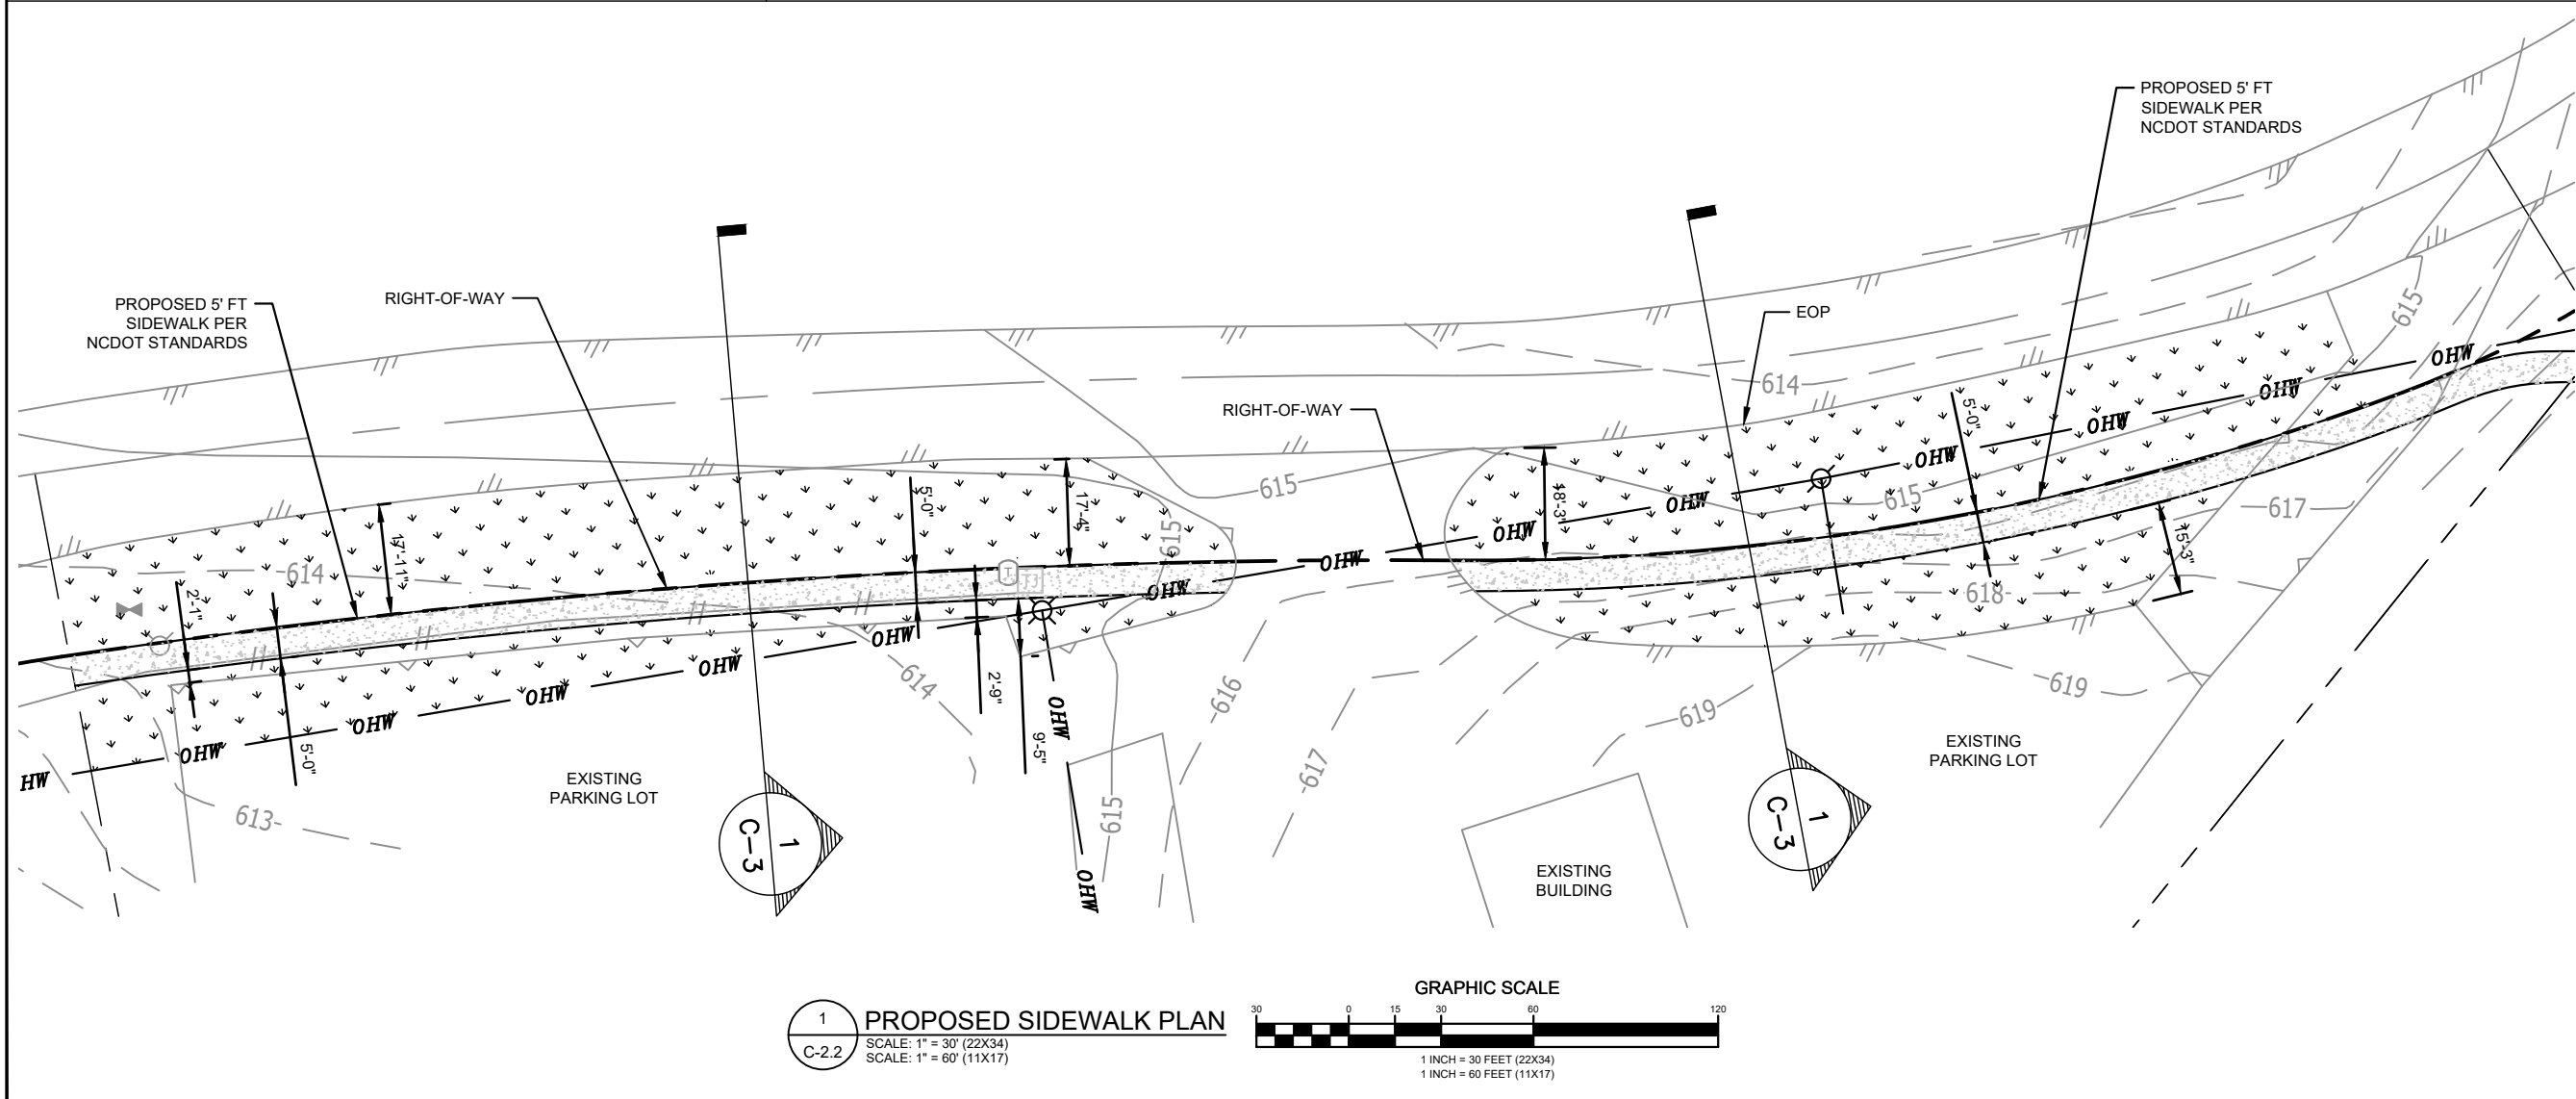 PROPOSED 5' FT
SIDEWALK PER
NCDOT STANDARDS
RIGHT-OF-WAY
PROPOSED 5' FT
SIDEWALK PER
NCDOT STANDARDS
EOP
RIGHT-OF-WAY
614
615
615
OHW
OHW
OHW
OHW
OHW
OHW
OHW
OHW
5'-0"
18'-3"
615
617
15'-3"
618
619
619
17'-11"
5'-0"
17'-4"
615
614
2'-1"
5'-0"
2'-9"
9'-5"
614
616
617
615
613
HW
OHW
OHW
OHW
OHW
OHW
OHW
OHW
OHW
EXISTING
PARKING LOT
EXISTING
PARKING LOT
EXISTING
BUILDING
1
C-3
1
C-3
1
C-2.2
PROPOSED SIDEWALK PLAN
SCALE: 1" = 30' (22X34)
SCALE: 1" = 60' (11X17)
GRAPHIC SCALE
30 0 15 30 60 120
1 INCH = 30 FEET (22X34)
1 INCH = 60 FEET (11X17)